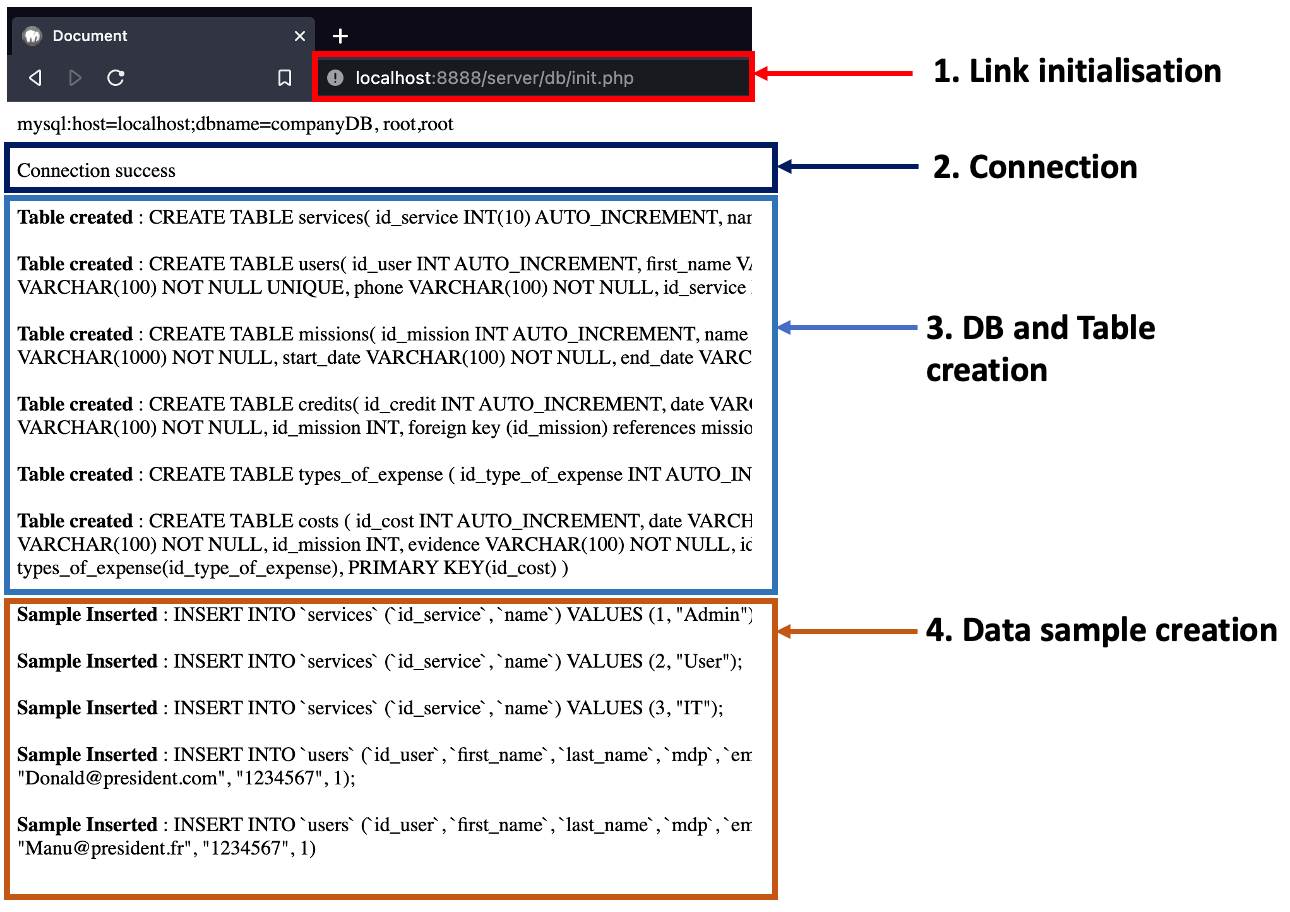 Document
localhost:8888/server/db/init.php
1. Link initialisation
mysql:host=localhost;dbname=companyDB, root,root
Connection success
2. Connection
Table created : CREATE TABLE services( id_service INT(10) AUTO_INCREMENT,
Table created : CREATE TABLE users( id_user INT AUTO_INCREMENT, first_name
VARCHAR(100) NOT NULL UNIQUE, phone VARCHAR(100) NOT NULL, id_service
Table created : CREATE TABLE missions( id_mission INT AUTO_INCREMENT, name
VARCHAR(1000) NOT NULL, start_date VARCHAR(100) NOT NULL, end_date VARC
3. DB and Table
creation
Table created : CREATE TABLE credits( id_credit INT AUTO_INCREMENT, date VAR
VARCHAR(100) NOT NULL, id_mission INT, foreign key (id_mission) references missio
Table created : CREATE TABLE types_of_expense ( id_type_of_expense INT AUTO_IN
Table created : CREATE TABLE costs ( id_cost INT AUTO_INCREMENT, date VARCH
VARCHAR(100) NOT NULL, id_mission INT, evidence VARCHAR(100) NOT NULL, id
types_of_expense(id_type_of_expense), PRIMARY KEY(id_cost) )
Sample Inserted : INSERT INTO `services` (`id_service`,`name`) VALUES (1, "Admin")
4. Data sample creation
Sample Inserted : INSERT INTO `services` (`id_service`,`name`) VALUES (2, "User");
Sample Inserted : INSERT INTO `services` (`id_service`,`name`) VALUES (3, "IT");
Sample Inserted : INSERT INTO `users` (`id_user`,`first_name`,`last_name`,`mdp`,`em
"Donald@president.com", "1234567", 1);
Sample Inserted : INSERT INTO `users` (`id_user`,`first_name`,`last_name`,`mdp`,`em
"Manu@president.fr", "1234567", 1)